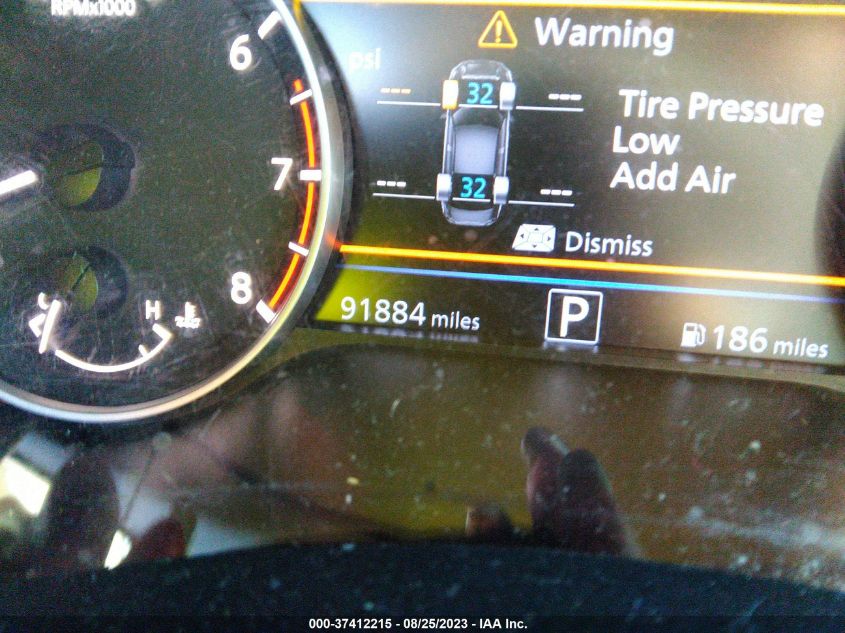 RPMx1000
6
7
8
C
H
Warning
psi
--- 32 ---
Tire Pressure
Low
Add Air
--- 32 ---
Dismiss
91884 miles
P
186 miles
000-37412215 - 08/25/2023 - IAA Inc.